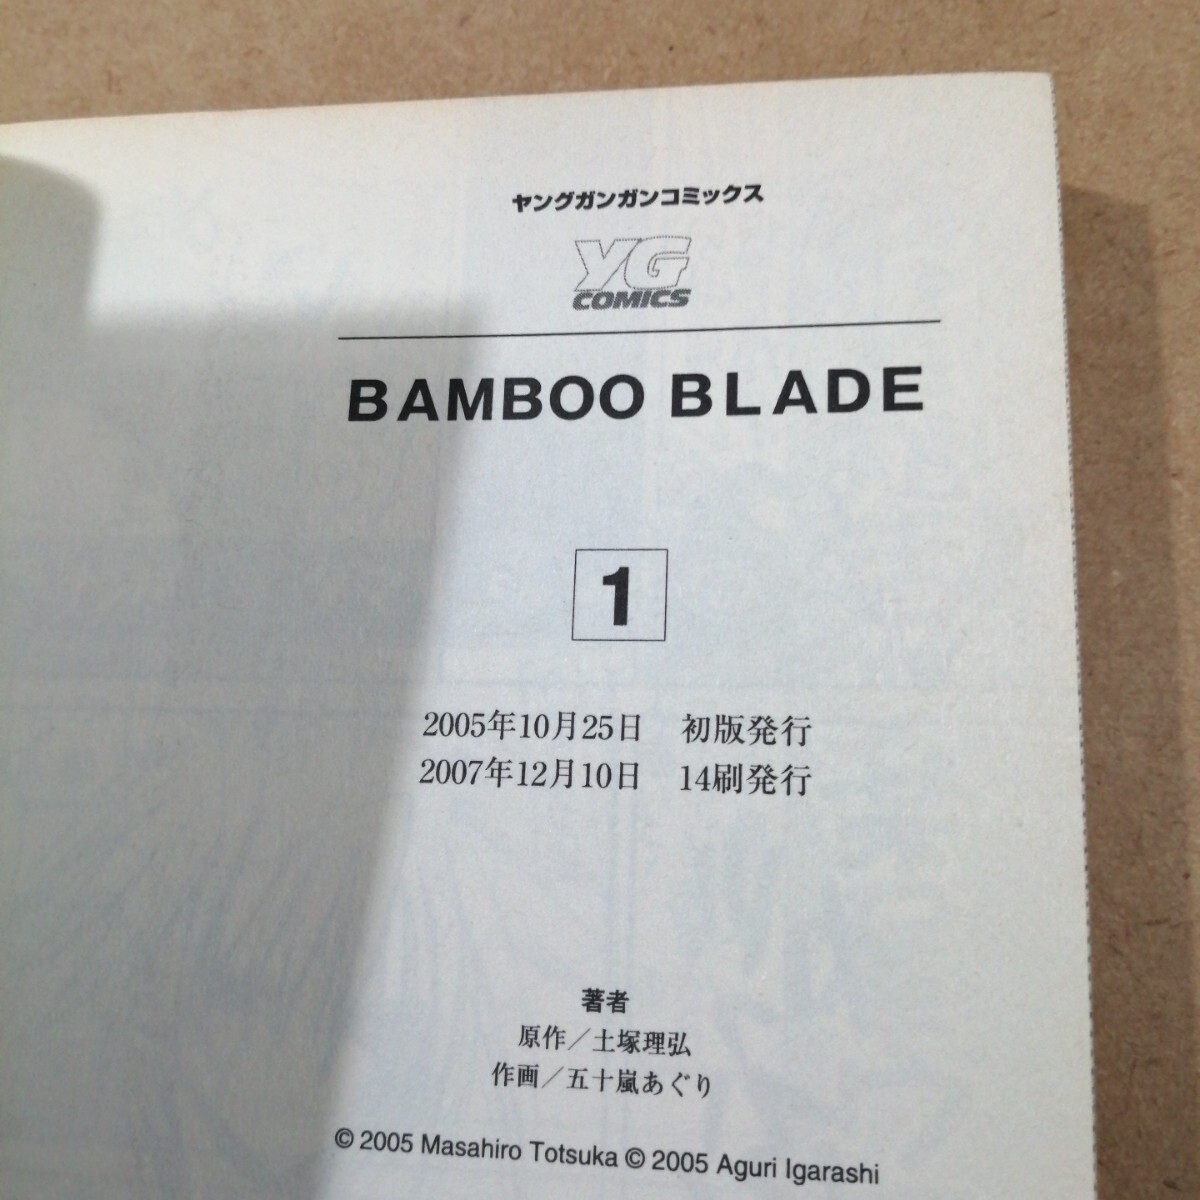 ヤングガンガンコミックス
YG
COMICS
BAMBOO BLADE
1
2005年10月25日 初版発行
2007年12月10日 14刷発行
著者
原作／土塚理弘
作画／五十嵐あぐり
© 2005 Masahiro Totsuka © 2005 Aguri Igarashi